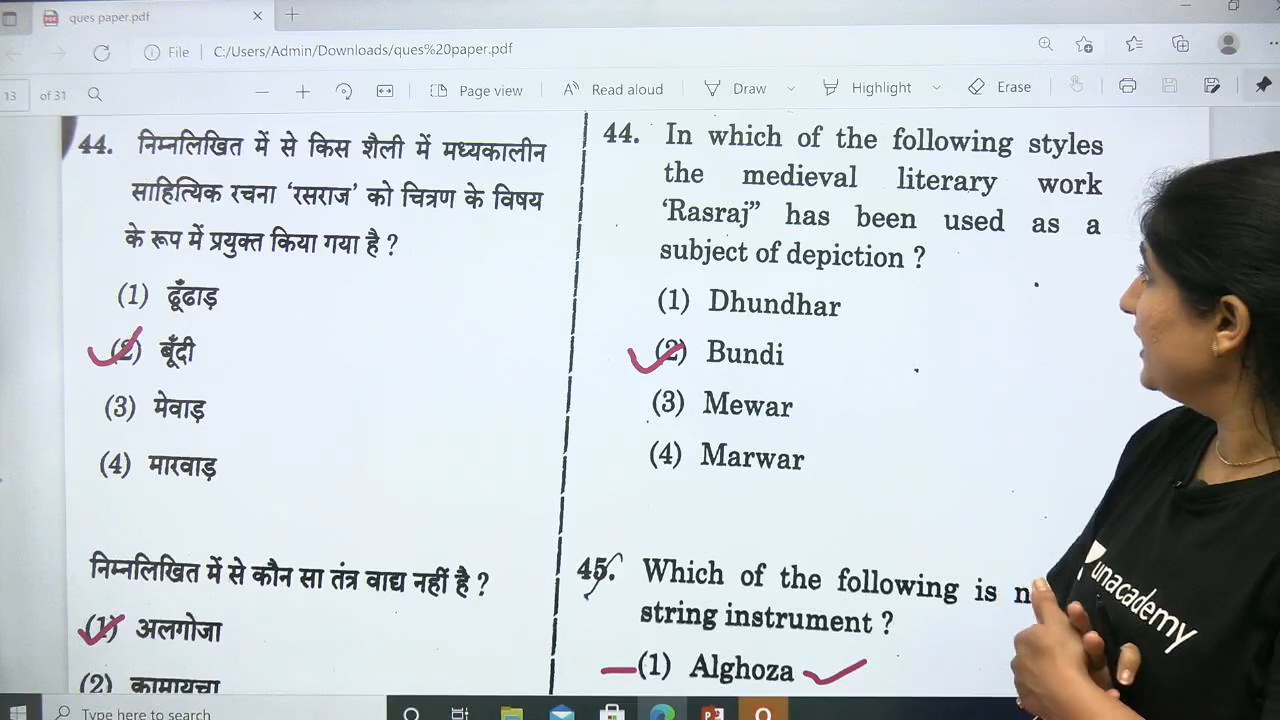 ques paper.pdf
File
C:/Users/Admin/Downloads/ques%20paper.pdf
13 of 31
Page view
Read aloud
Draw
Highlight
Erase
44. निम्नलिखित में से किस शैली में मध्यकालीन
साहित्यिक रचना ‘रसराज’ को चित्रण के विषय
के रूप में प्रयुक्त किया गया है ?
(1) ढूँढाड़
(2) बूँदी
(3) मेवाड़
(4) मारवाड़
निम्नलिखित में से कौन सा तंत्र वाद्य नहीं है ?
(1) अलगोजा
(2) कामायचा
44. In which of the following styles
the medieval literary work
‘Rasraj” has been used as a
subject of depiction ?
(1) Dhundhar
(2) Bundi
(3) Mewar
(4) Marwar
45. Which of the following is n
string instrument ?
(1) Alghoza
unacademy
Type here to search